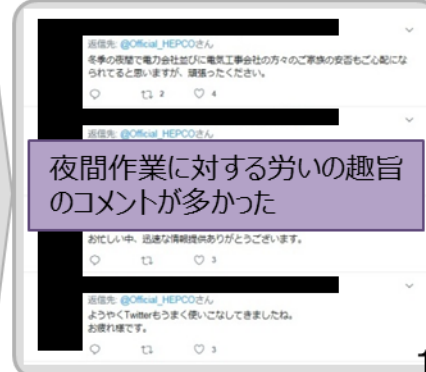 返信先: @Official_HEPCOさん
冬季の夜間で電力会社並びに電気工事会社の方々のご家族の安否もご心配にな
られてると思いますが、頑張ったください。
2 4
返信先: @Official_HEPCOさん
夜間作業に対する労いの趣旨
のコメントが多かった
お忙しい中、迅速な情報提供ありがとうございます。
3
返信先: @Official_HEPCOさん
ようやくTwitterもうまく使いこなしてきましたね。
お疲れ様です。
3
1